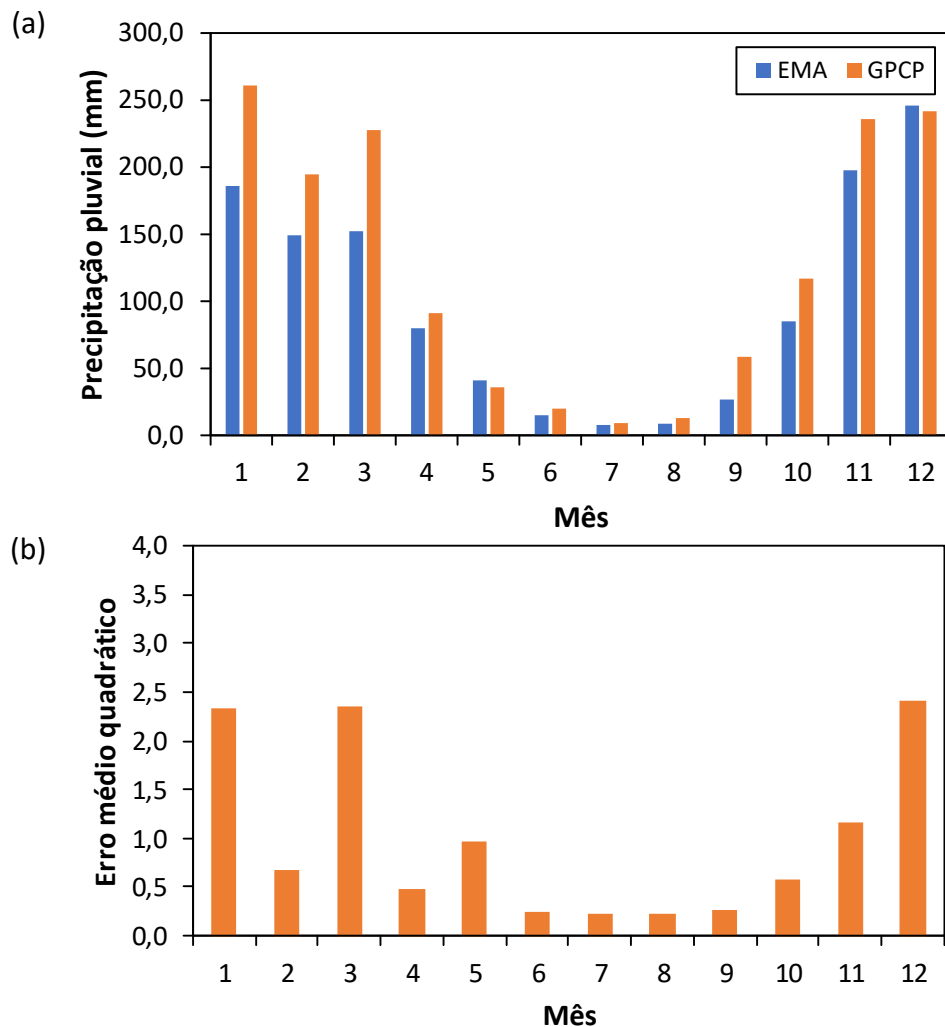 (a)
Precipitação pluvial (mm)
300,0
250,0
200,0
150,0
100,0
50,0
0,0
EMA GPCP
1 2 3 4 5 6 7 8 9 10 11 12
Mês
(b)
Erro médio quadrático
4,0
3,5
3,0
2,5
2,0
1,5
1,0
0,5
0,0
1 2 3 4 5 6 7 8 9 10 11 12
Mês